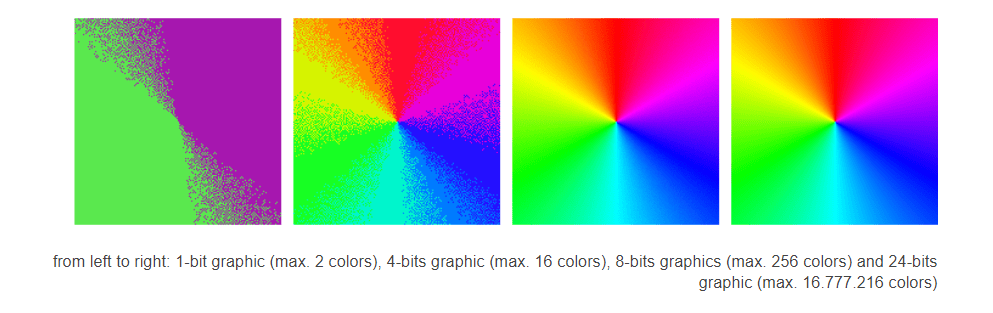 from left to right: 1-bit graphic (max. 2 colors), 4-bits graphic (max. 16 colors), 8-bits graphics (max. 256 colors) and 24-bits
graphic (max. 16.777.216 colors)